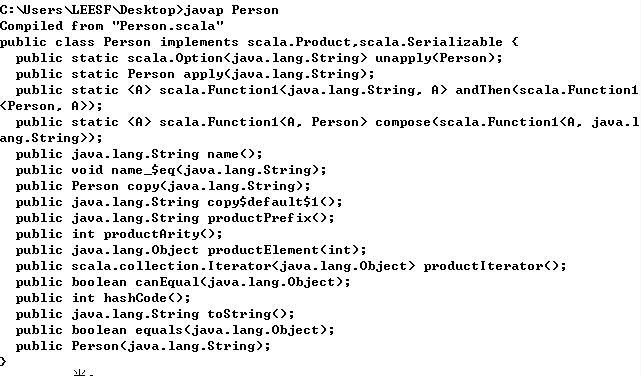 C:\Users\LEESF\Desktop>javap Person
Compiled from "Person.scala"
public class Person implements scala.Product,scala.Serializable {
  public static scala.Option<java.lang.String> unapply(Person);
  public static Person apply(java.lang.String);
  public static <A> scala.Function1<java.lang.String, A> andThen(scala.Function1
<Person, A>);
  public static <A> scala.Function1<A, Person> compose(scala.Function1<A, java.l
ang.String>);
  public java.lang.String name();
  public void name_$eq(java.lang.String);
  public Person copy(java.lang.String);
  public java.lang.String copy$default$1();
  public java.lang.String productPrefix();
  public int productArity();
  public java.lang.Object productElement(int);
  public scala.collection.Iterator<java.lang.Object> productIterator();
  public boolean canEqual(java.lang.Object);
  public int hashCode();
  public java.lang.String toString();
  public boolean equals(java.lang.Object);
  public Person(java.lang.String);
}